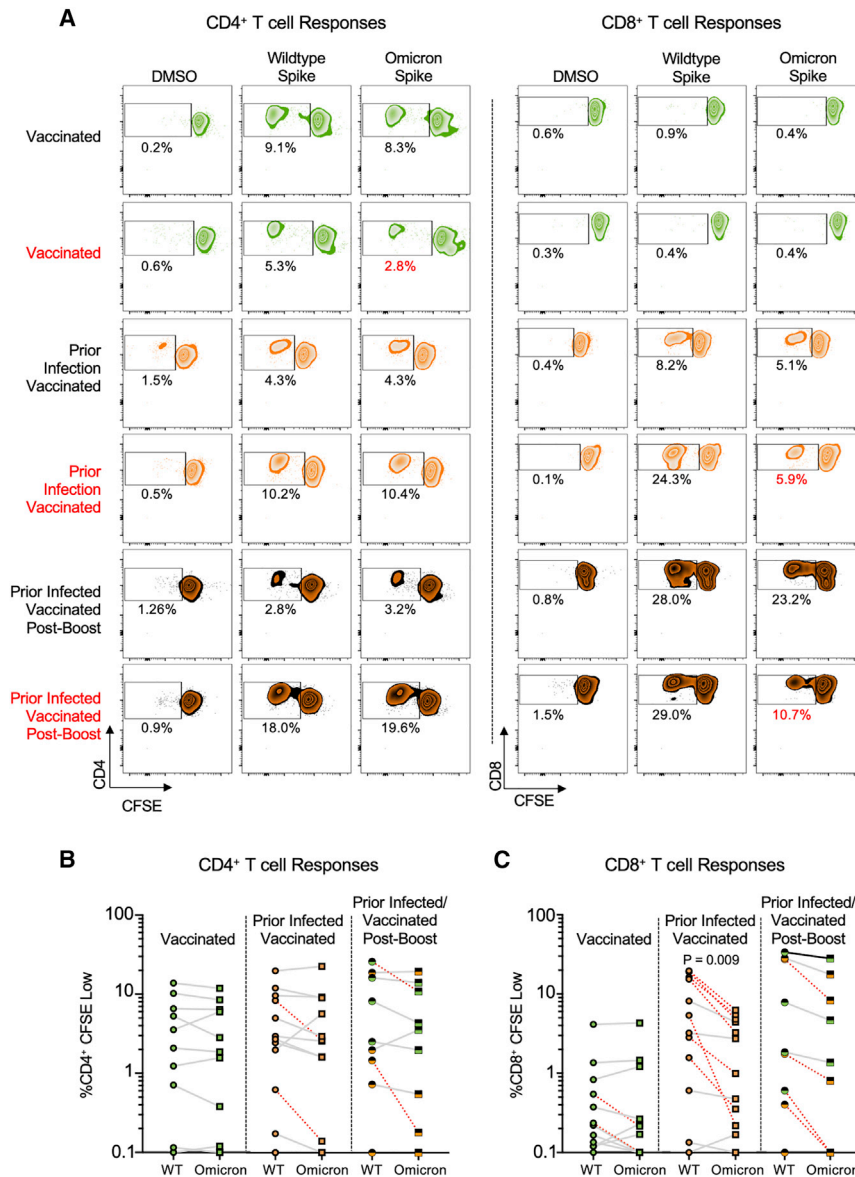 A
CD4+ T cell Responses
CD8+ T cell Responses
DMSO
Wildtype
Spike
Omicron
Spike
DMSO
Wildtype
Spike
Omicron
Spike
Vaccinated
0.2%
9.1%
8.3%
0.6%
0.9%
0.4%
Vaccinated
0.6%
5.3%
2.8%
0.3%
0.4%
0.4%
Prior
Infection
Vaccinated
1.5%
4.3%
4.3%
0.4%
8.2%
5.1%
Prior
Infection
Vaccinated
0.5%
10.2%
10.4%
0.1%
24.3%
5.9%
Prior Infected
Vaccinated
Post-Boost
1.26%
2.8%
3.2%
0.8%
28.0%
23.2%
Prior Infected
Vaccinated
Post-Boost
0.9%
18.0%
19.6%
1.5%
29.0%
10.7%
CD4
CFSE
CD8
CFSE
B
CD4+ T cell Responses
%CD4+ CFSE Low
100
10
1
0.1
Vaccinated
Prior Infected
Vaccinated
Prior Infected/
Vaccinated
Post-Boost
WT
Omicron
WT
Omicron
WT
Omicron
C
CD8+ T cell Responses
%CD8+ CFSE Low
100
10
1
0.1
Vaccinated
Prior Infected
Vaccinated
P = 0.009
Prior Infected/
Vaccinated
Post-Boost
WT
Omicron
WT
Omicron
WT
Omicron